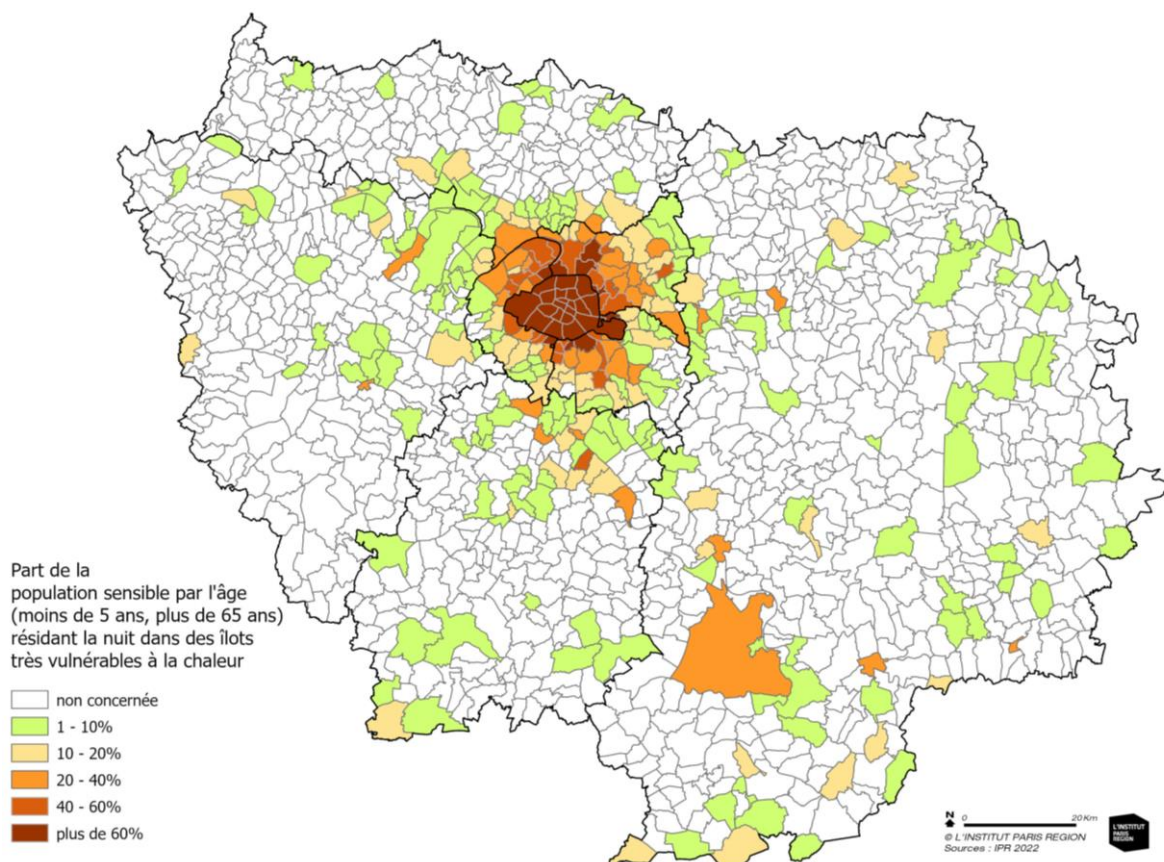 Part de la
population sensible par l'âge
(moins de 5 ans, plus de 65 ans)
résidant la nuit dans des îlots
très vulnérables à la chaleur
non concernée
1 - 10%
10 - 20%
20 - 40%
40 - 60%
plus de 60%
N
0 20 Km
© L'INSTITUT PARIS REGION
Sources : IPR 2022
L'INSTITUT
PARIS
REGION